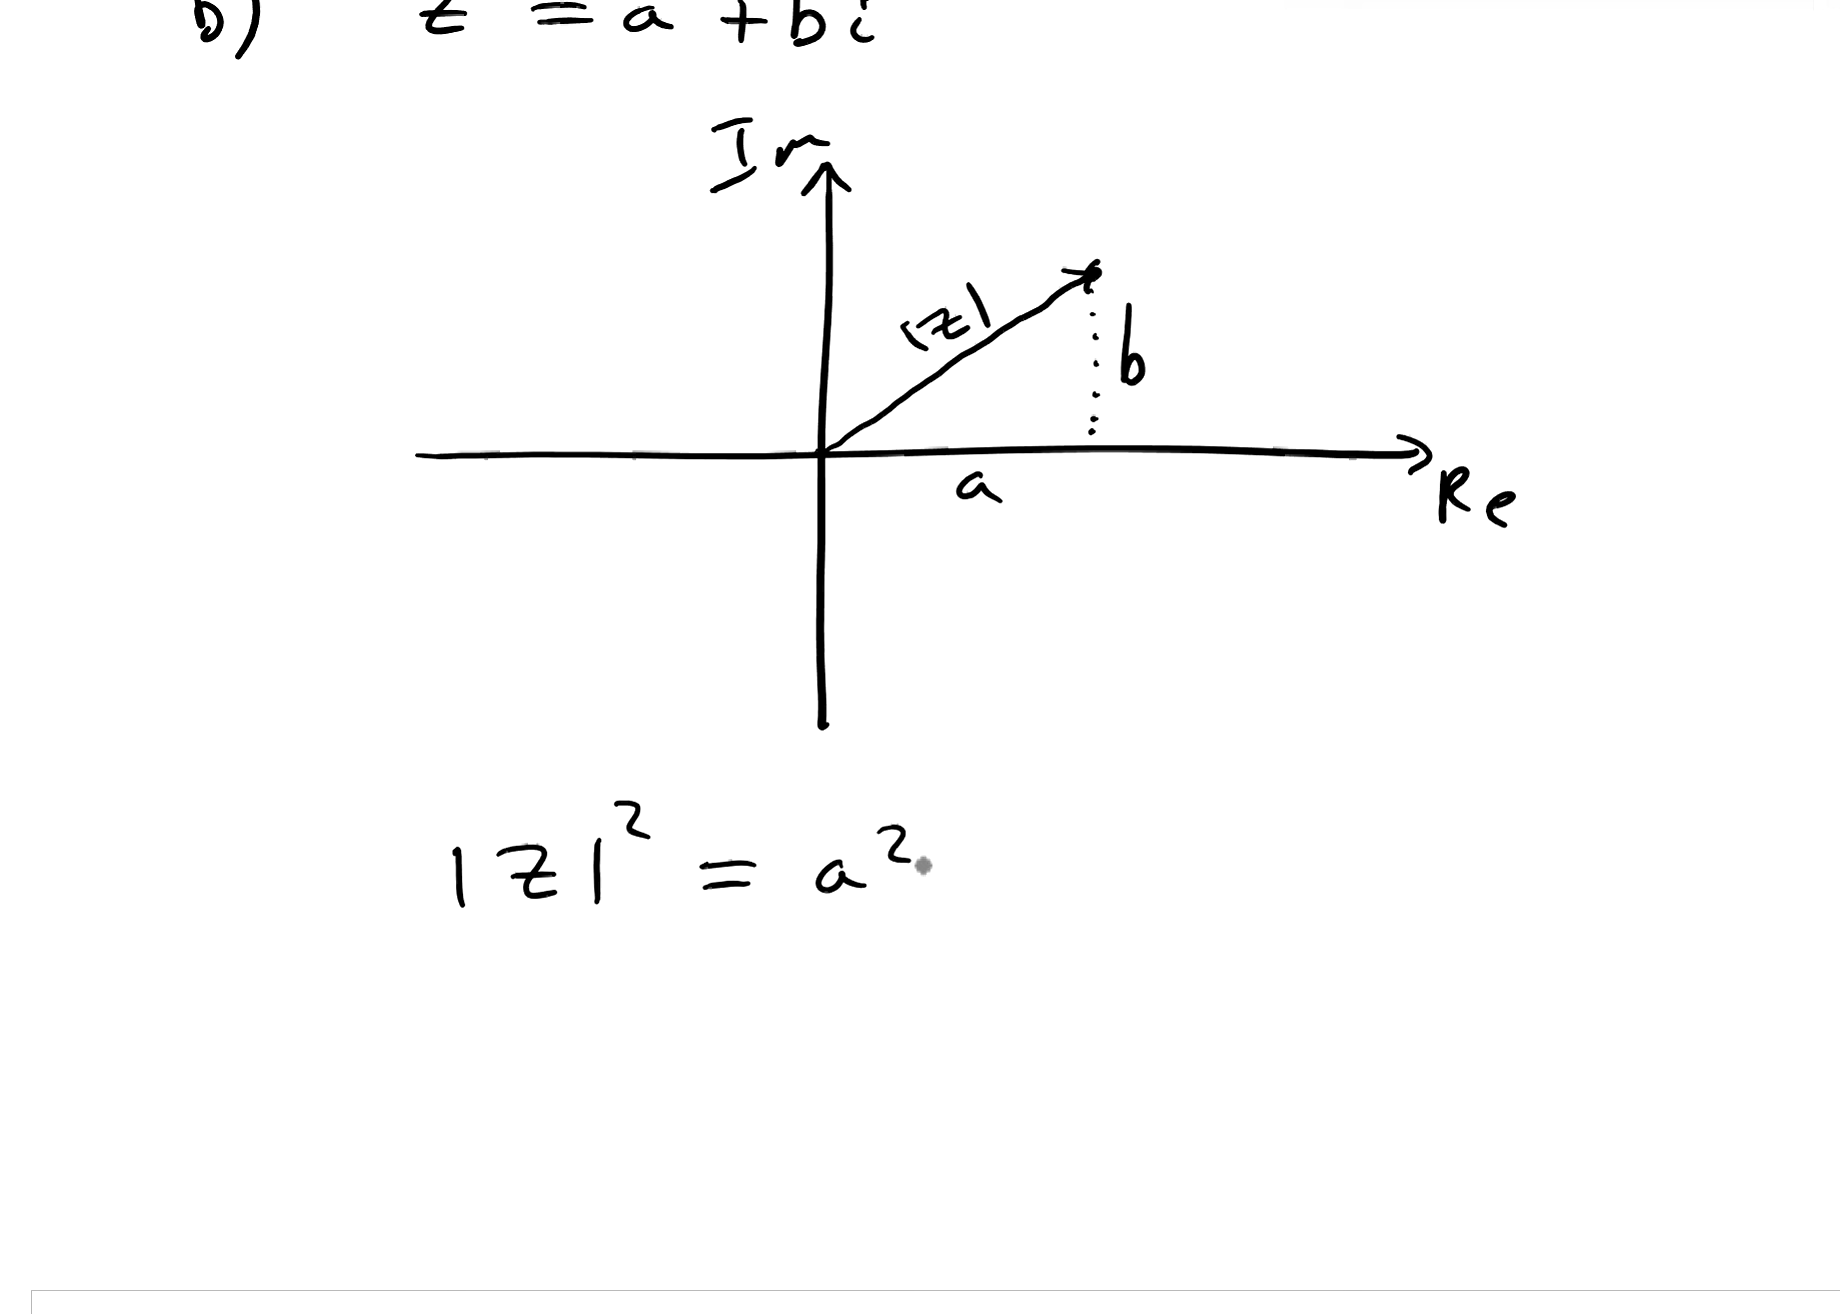 b) z = a + bi
Im
|z|
b
a
Re
|z|² = a²